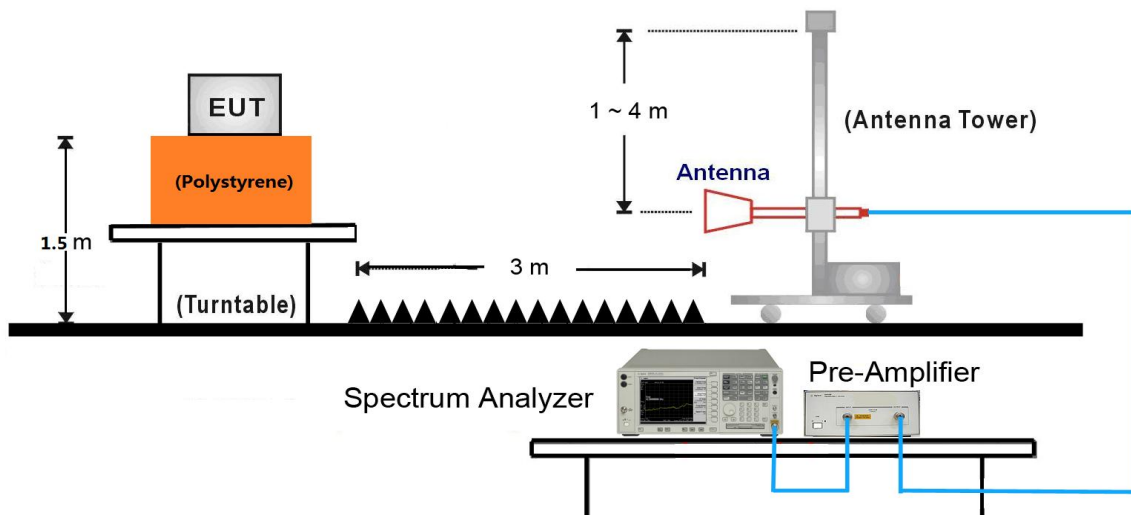 EUT
(Polystyrene)
1.5 m
(Turntable)
3 m
1 ~ 4 m
(Antenna Tower)
Antenna
Spectrum Analyzer
Pre-Amplifier